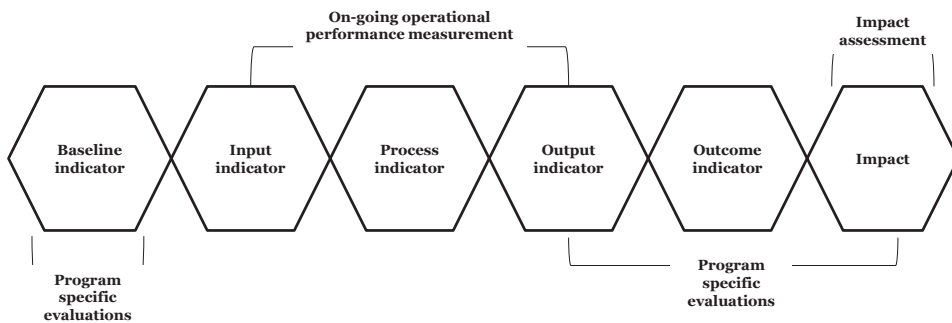 On-going operational
performance measurement
Impact
assessment
Baseline
indicator
Input
indicator
Process
indicator
Output
indicator
Outcome
indicator
Impact
Program
specific
evaluations
Program
specific
evaluations